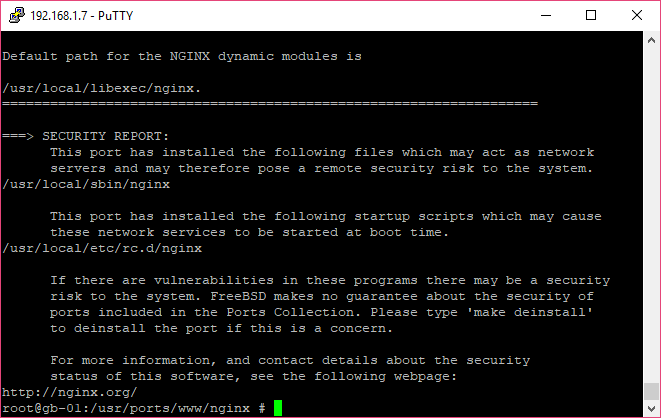 192.168.1.7 - PuTTY
Default path for the NGINX dynamic modules is
/usr/local/libexec/nginx.
===================================================================
===> SECURITY REPORT:
This port has installed the following files which may act as network
servers and may therefore pose a remote security risk to the system.
/usr/local/sbin/nginx
This port has installed the following startup scripts which may cause
these network services to be started at boot time.
/usr/local/etc/rc.d/nginx
If there are vulnerabilities in these programs there may be a security
risk to the system. FreeBSD makes no guarantee about the security of
ports included in the Ports Collection. Please type 'make deinstall'
to deinstall the port if this is a concern.
For more information, and contact details about the security
status of this software, see the following webpage:
http://nginx.org/
root@gb-01:/usr/ports/www/nginx #